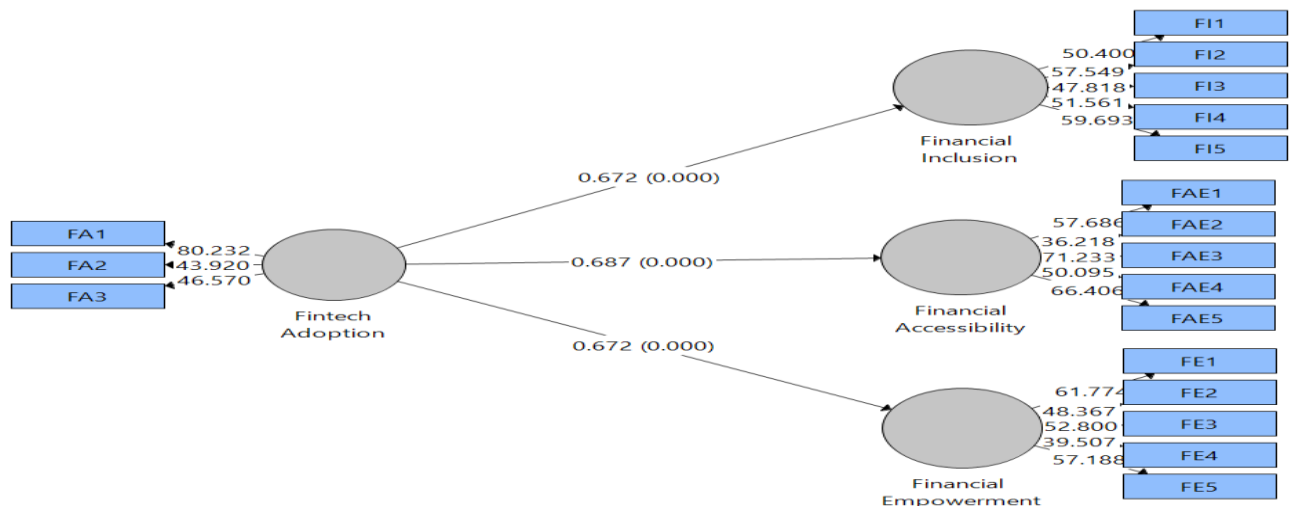 FA1
FA2
FA3
80.232
43.920
46.570
Fintech
Adoption
0.672 (0.000)
0.687 (0.000)
0.672 (0.000)
Financial
Inclusion
50.400
57.549
47.818
51.561
59.693
FI1
FI2
FI3
FI4
FI5
Financial
Accessibility
57.686
36.218
71.233
50.095
66.406
FAE1
FAE2
FAE3
FAE4
FAE5
Financial
Empowerment
61.774
48.367
52.800
39.507
57.188
FE1
FE2
FE3
FE4
FE5